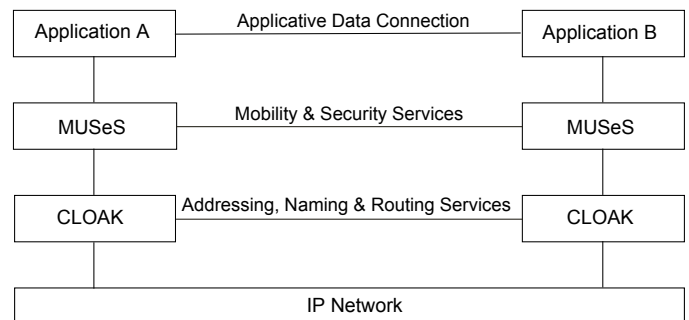 Application A
Applicative Data Connection
Application B
MUSeS
Mobility & Security Services
MUSeS
CLOAK
Addressing, Naming & Routing Services
CLOAK
IP Network